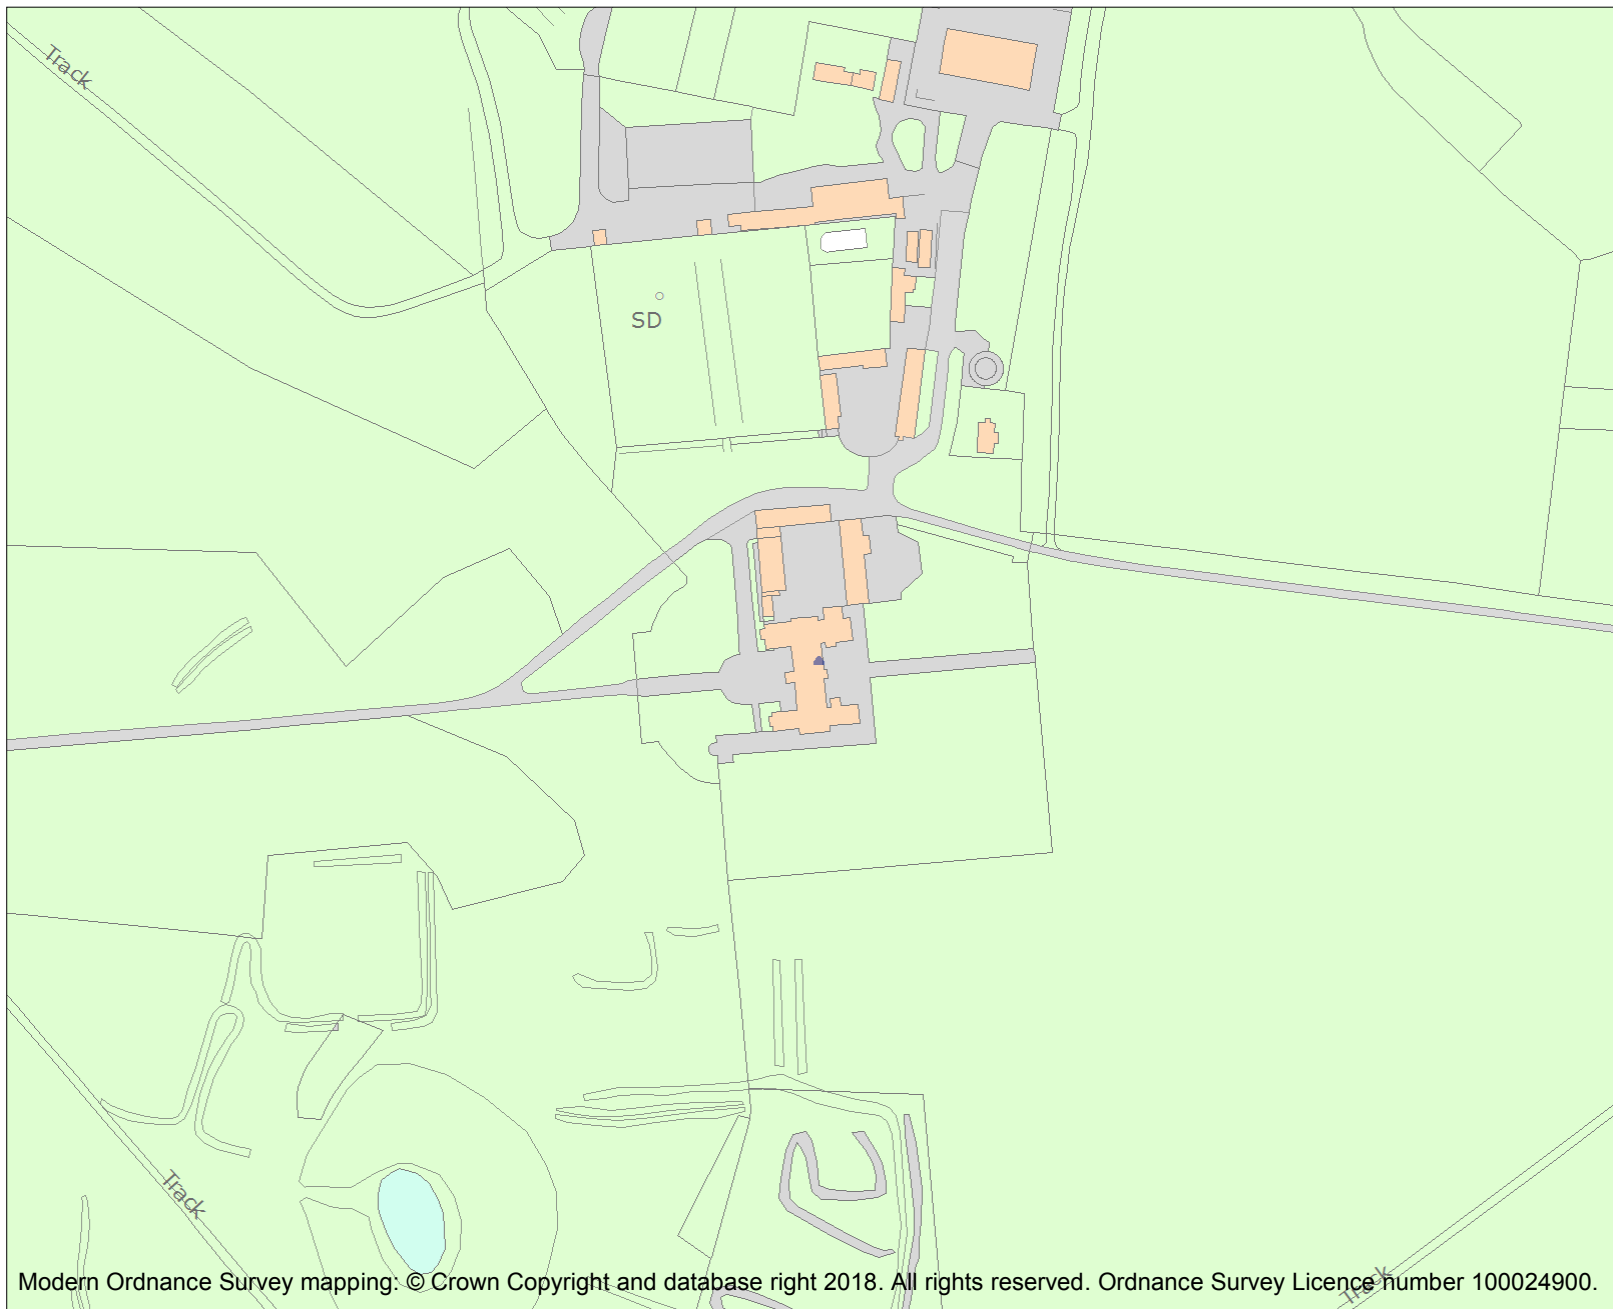 Track
SD
Track
Track
Modern Ordnance Survey mapping: © Crown Copyright and database right 2018. All rights reserved. Ordnance Survey Licence number 100024900.